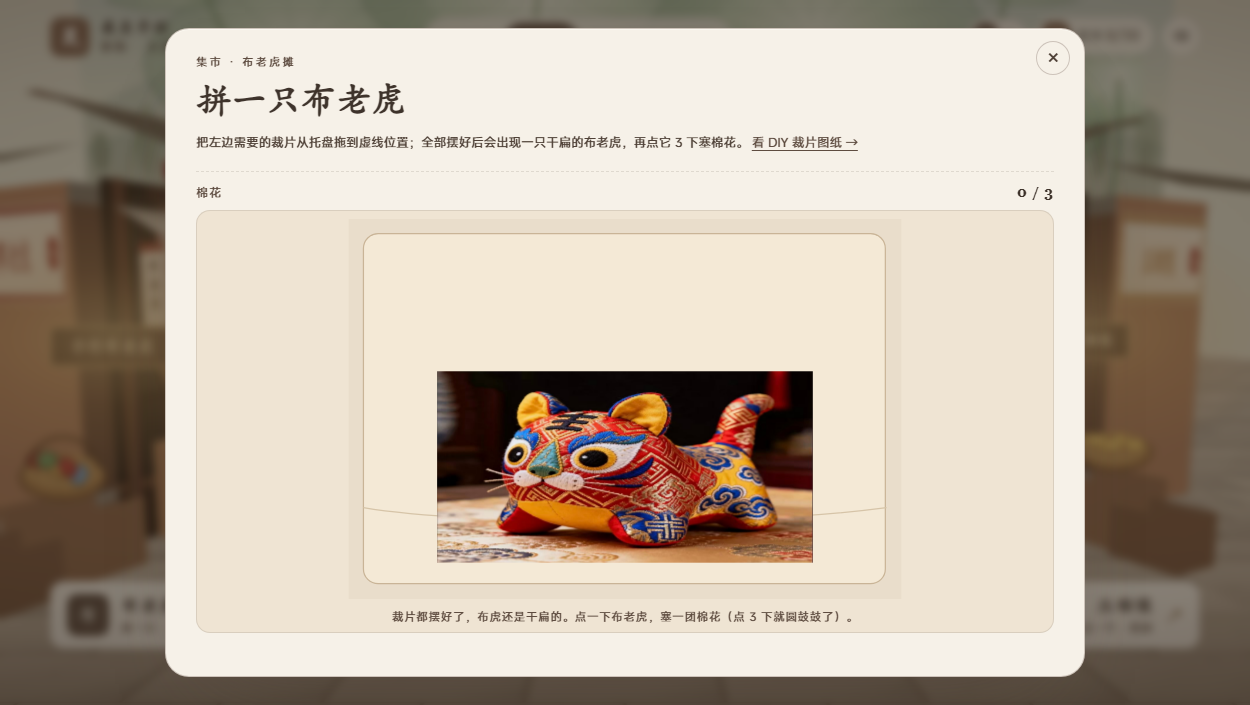 集市 · 布老虎摊
拼一只布老虎
把左边需要的裁片从托盘拖到虚线位置；全部摆好后会出现一只干扁的布老虎，再点它 3 下塞棉花。 看 DIY 裁片图纸 →
棉花
0 / 3
裁片都摆好了，布虎还是干扁的。点一下布老虎，塞一团棉花（点 3 下就圆鼓鼓了）。